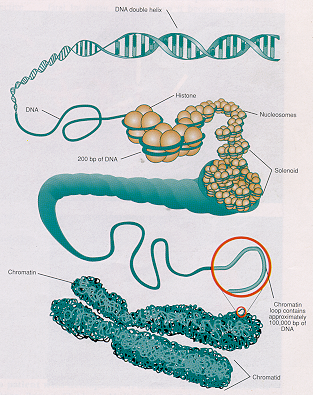 DNA double helix
Histone
DNA
Nucleosomes
200 bp of DNA
Solenoid
Chromatin
Chromatin
loop contains
approximately
100,000 bp of
DNA
Chromatid